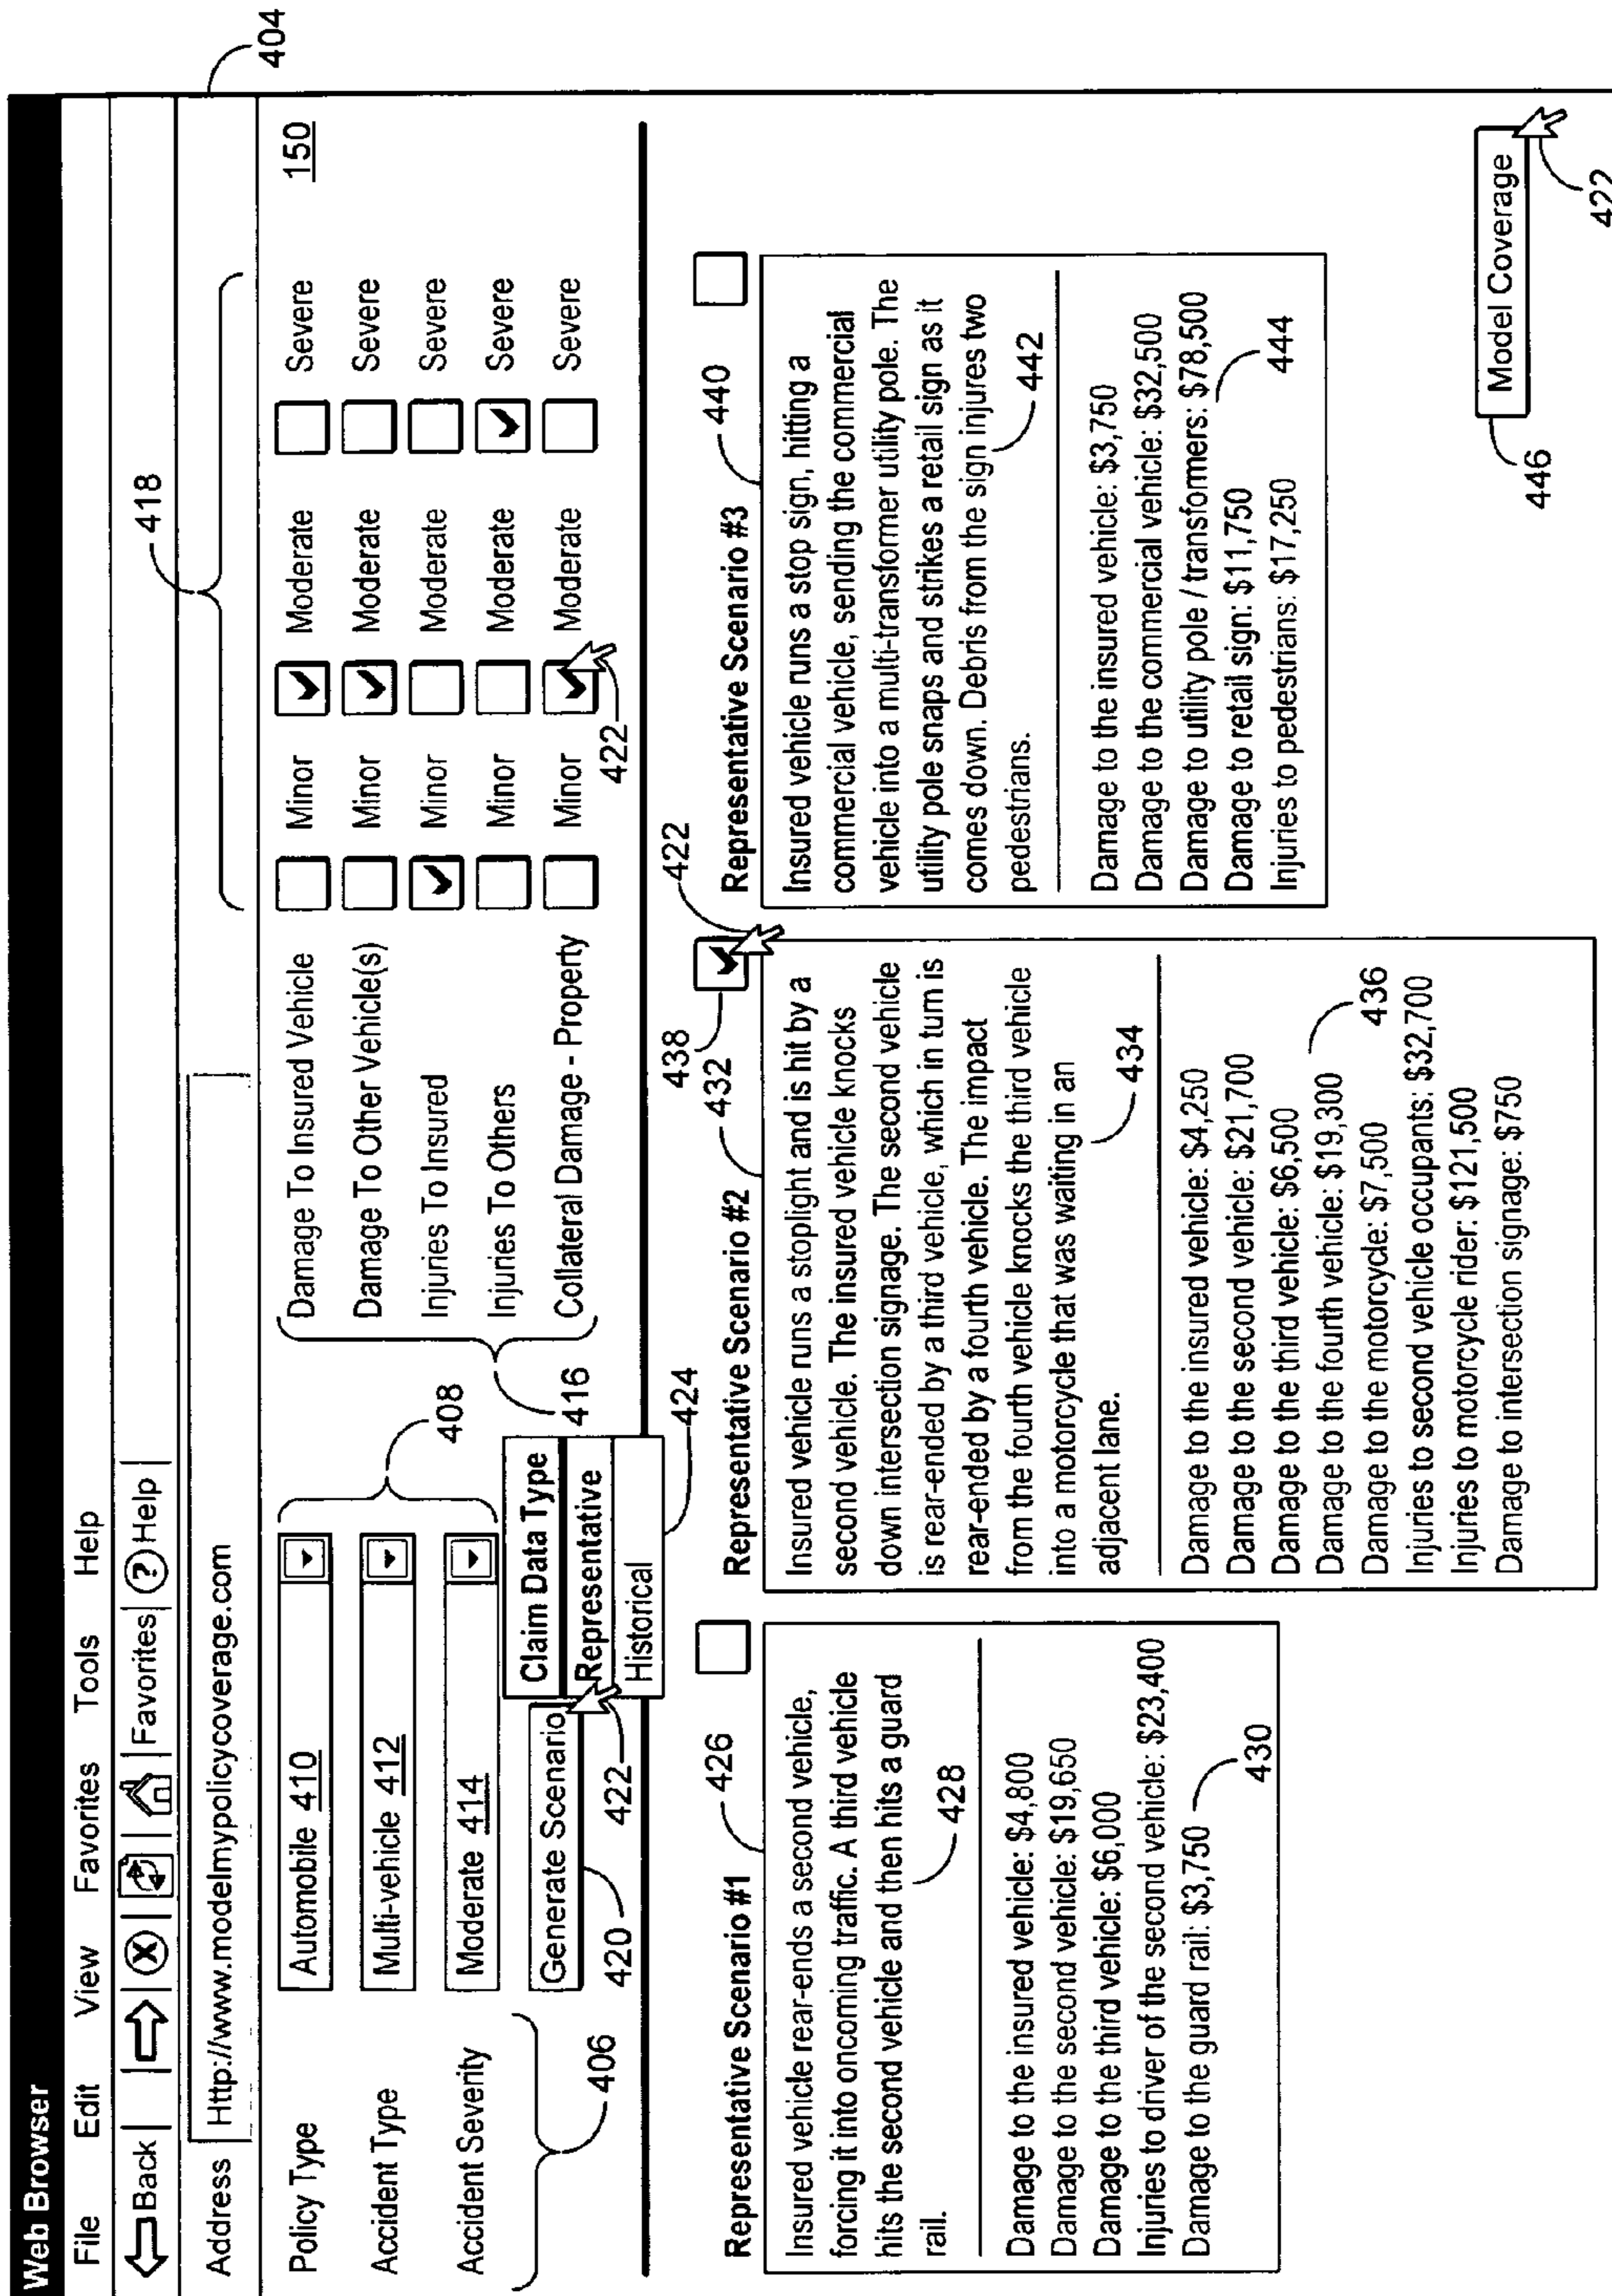 Web Browser
File Edit View Favorites Tools Help
Back Favorites ? Help
Address Http://www.modelmypolicycoverage.com
404
150
Policy Type Automobile 410
Accident Type Multi-vehicle 412
Accident Severity Moderate 414
406
408
Generate Scenario
420
422
Claim Data Type
Representative
Historical
424
416
418
Damage To Insured Vehicle Minor Moderate Severe
Damage To Other Vehicle(s) Minor Moderate Severe
Injuries To Insured Minor Moderate Severe
Injuries To Others Minor Moderate Severe
Collateral Damage - Property Minor Moderate Severe
422
Representative Scenario #1
426
Insured vehicle rear-ends a second vehicle,
forcing it into oncoming traffic. A third vehicle
hits the second vehicle and then hits a guard
rail.
428
Damage to the insured vehicle: $4,800
Damage to the second vehicle: $19,650
Damage to the third vehicle: $6,000
Injuries to driver of the second vehicle: $23,400
Damage to the guard rail: $3,750
430
Representative Scenario #2
432
438
422
Insured vehicle runs a stoplight and is hit by a
second vehicle. The insured vehicle knocks
down intersection signage. The second vehicle
is rear-ended by a third vehicle, which in turn is
rear-ended by a fourth vehicle. The impact
from the fourth vehicle knocks the third vehicle
into a motorcycle that was waiting in an
adjacent lane.
434
Damage to the insured vehicle: $4,250
Damage to the second vehicle: $21,700
Damage to the third vehicle: $6,500
Damage to the fourth vehicle: $19,300
Damage to the motorcycle: $7,500
436
Injuries to second vehicle occupants: $32,700
Injuries to motorcycle rider: $121,500
Damage to intersection signage: $750
Representative Scenario #3
440
Insured vehicle runs a stop sign, hitting a
commercial vehicle, sending the commercial
vehicle into a multi-transformer utility pole. The
utility pole snaps and strikes a retail sign as it
comes down. Debris from the sign injures two
pedestrians.
442
Damage to the insured vehicle: $3,750
Damage to the commercial vehicle: $32,500
Damage to utility pole / transformers: $78,500
Damage to retail sign: $11,750
Injuries to pedestrians: $17,250
444
Model Coverage
446
422